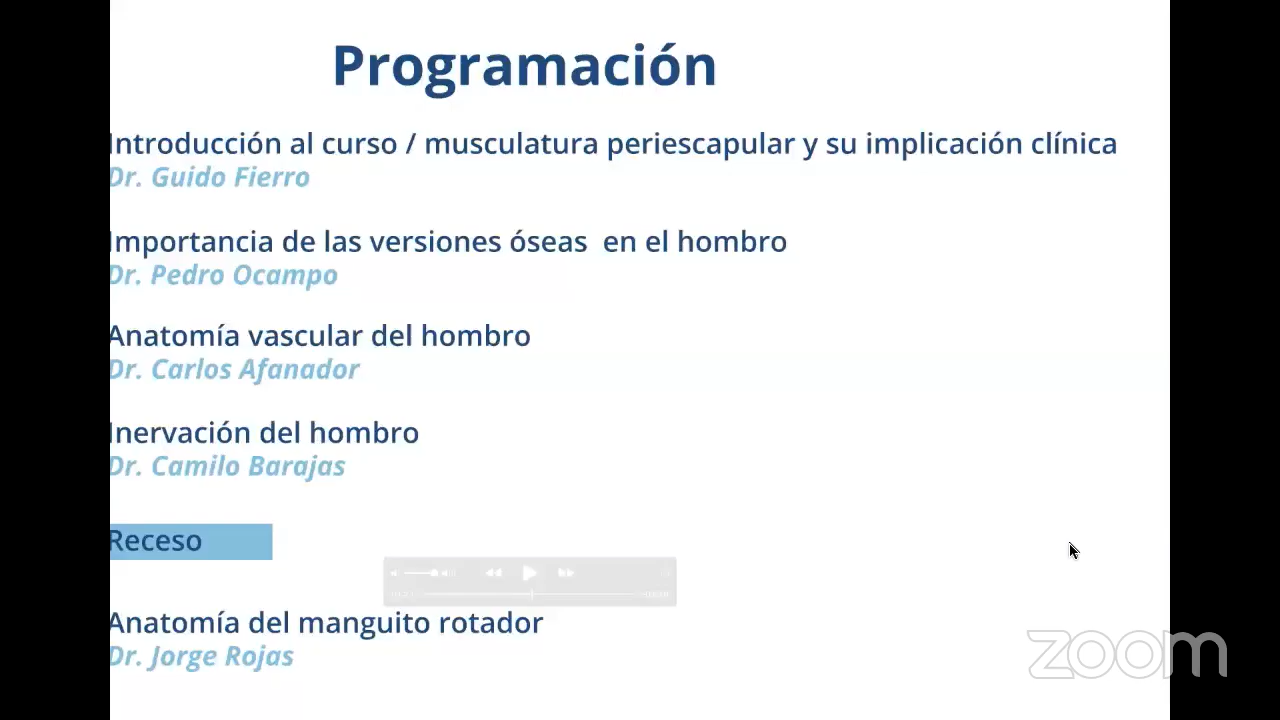 Programación
Introducción al curso / musculatura periescapular y su implicación clínica
Dr. Guido Fierro
Importancia de las versiones óseas en el hombro
Dr. Pedro Ocampo
Anatomía vascular del hombro
Dr. Carlos Afanador
Inervación del hombro
Dr. Camilo Barajas
Receso
Anatomía del manguito rotador
Dr. Jorge Rojas
zoom